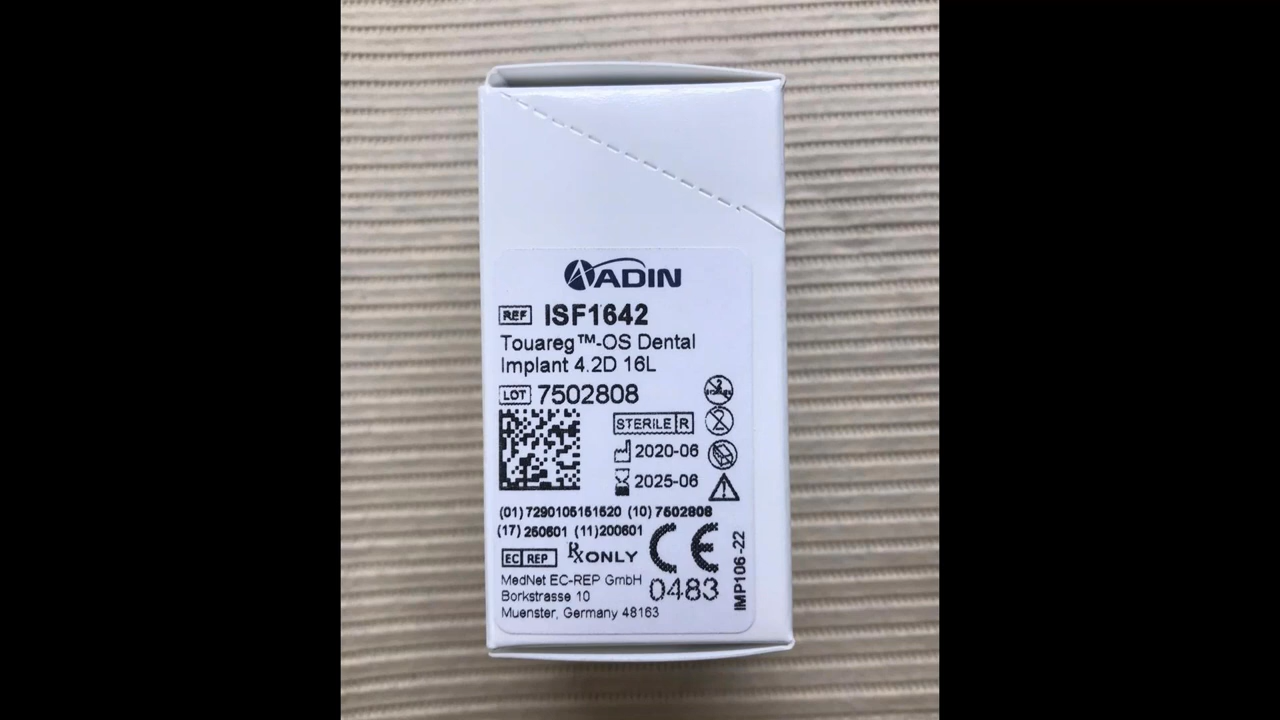 ADIN
REF ISF1642
Touareg™-OS Dental
Implant 4.2D 16L
LOT 7502808
STERILE R
2020-06
2025-06
(01)7290105151520 (10)7502808
(17)250601 (11)200601
EC REP Rx ONLY CE
MedNet EC-REP GmbH 0483
Borkstrasse 10
Muenster, Germany 48163
IMP106-22